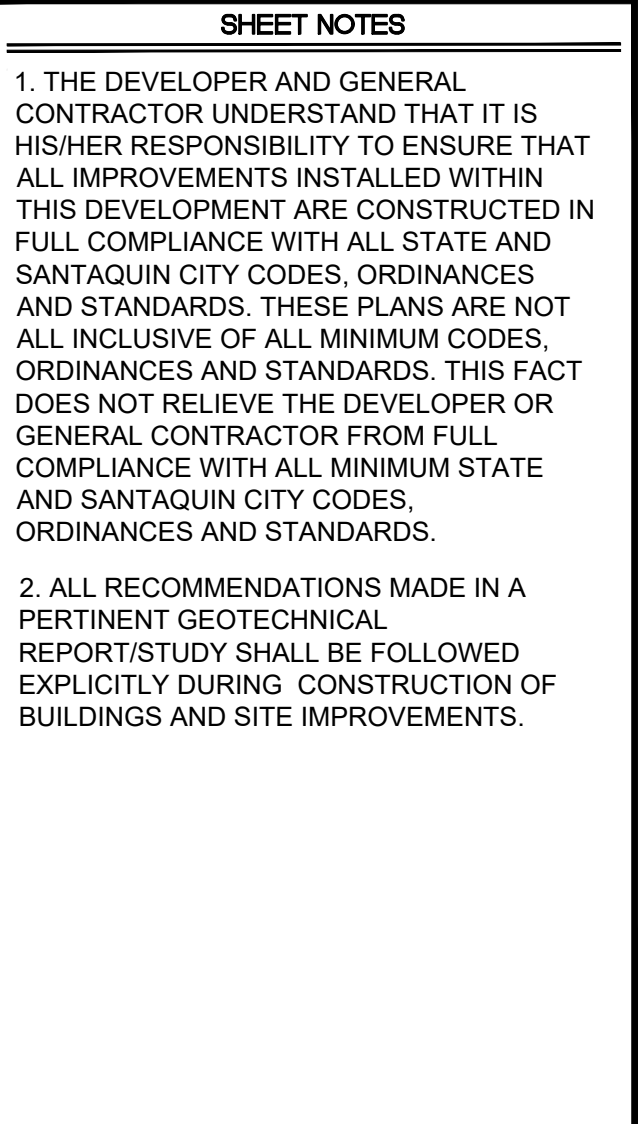 SHEET NOTES
1. THE DEVELOPER AND GENERAL
CONTRACTOR UNDERSTAND THAT IT IS
HIS/HER RESPONSIBILITY TO ENSURE THAT
ALL IMPROVEMENTS INSTALLED WITHIN
THIS DEVELOPMENT ARE CONSTRUCTED IN
FULL COMPLIANCE WITH ALL STATE AND
SANTAQUIN CITY CODES, ORDINANCES
AND STANDARDS. THESE PLANS ARE NOT
ALL INCLUSIVE OF ALL MINIMUM CODES,
ORDINANCES AND STANDARDS. THIS FACT
DOES NOT RELIEVE THE DEVELOPER OR
GENERAL CONTRACTOR FROM FULL
COMPLIANCE WITH ALL MINIMUM STATE
AND SANTAQUIN CITY CODES,
ORDINANCES AND STANDARDS.
2. ALL RECOMMENDATIONS MADE IN A
PERTINENT GEOTECHNICAL
REPORT/STUDY SHALL BE FOLLOWED
EXPLICITLY DURING  CONSTRUCTION OF
BUILDINGS AND SITE IMPROVEMENTS.